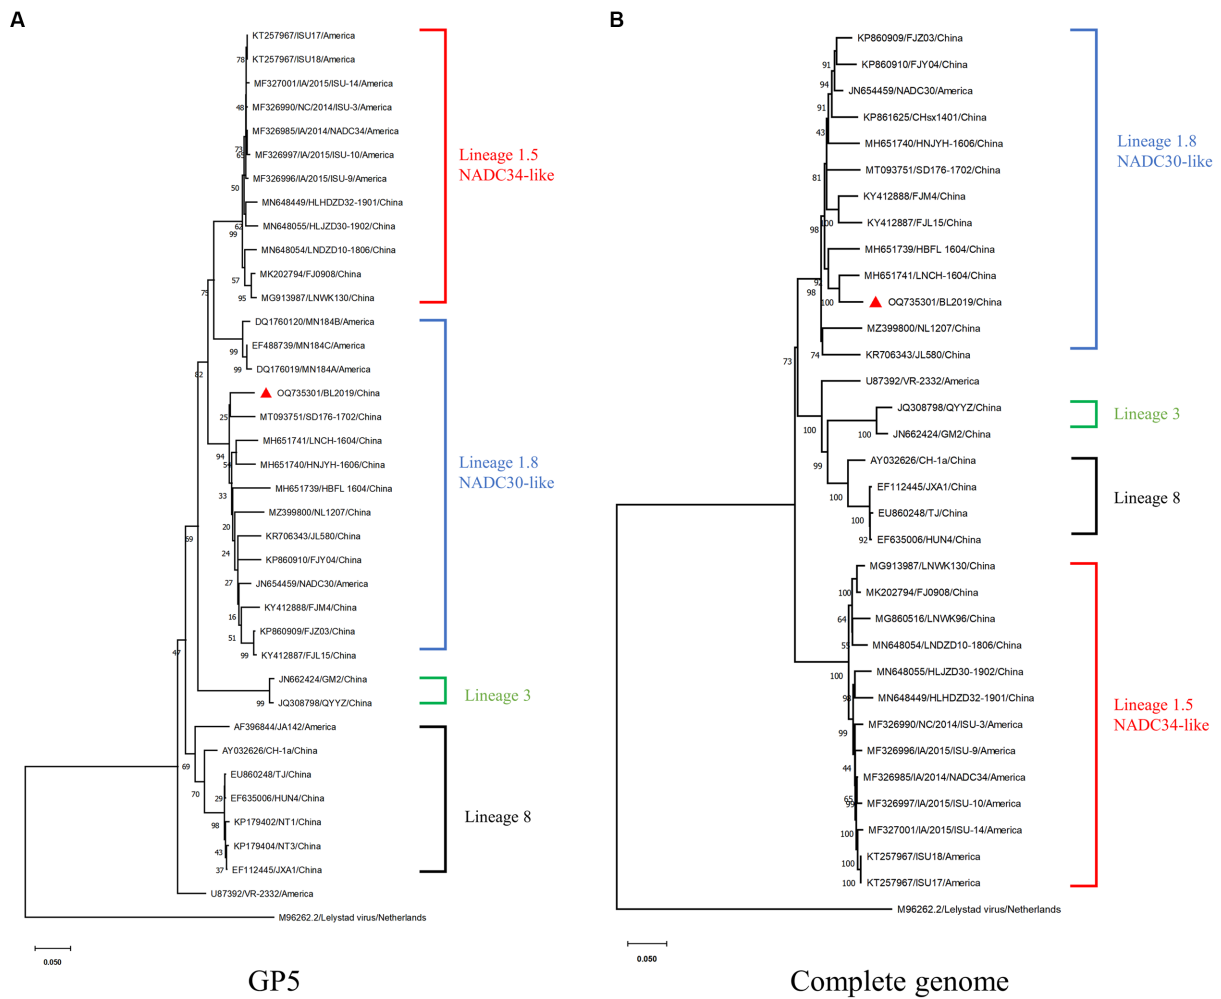 A
KT257967/ISU17/America
KT257967/ISU18/America
78
MF327001/IA/2015/ISU-14/America
MF326990/NC/2014/ISU-3/America
48
MF326985/IA/2014/NADC34/America
73
MF326997/IA/2015/ISU-10/America
MF326996/IA/2015/ISU-9/America
50
MN648449/HLHDZD32-1901/China
MN648055/HLJZD30-1902/China
62
99
MN648054/LNDZD10-1806/China
MK202794/FJ0908/China
57
MG913987/LNWK130/China
95
75
Lineage 1.5
NADC34-like
DQ1760120/MN184B/America
EF488739/MN184C/America
99
DQ176019/MN184A/America
99
82
OQ735301/BL2019/China
MT093751/SD176-1702/China
25
MH651741/LNCH-1604/China
94
MH651740/HNJYH-1606/China
54
MH651739/HBFL 1604/China
33
MZ399800/NL1207/China
20
KR706343/JL580/China
KP860910/FJY04/China
24
JN654459/NADC30/America
27
KY412888/FJM4/China
16
KP860909/FJZ03/China
51
KY412887/FJL15/China
99
69
47
Lineage 1.8
NADC30-like
JN662424/GM2/China
JQ308798/QYYZ/China
99
Lineage 3
AF396844/JA142/America
AY032626/CH-1a/China
69
EU860248/TJ/China
70
EF635006/HUN4/China
29
KP179402/NT1/China
98
KP179404/NT3/China
43
EF112445/JXA1/China
37
Lineage 8
U87392/VR-2332/America
M96262.2/Lelystad virus/Netherlands
0.050
GP5
B
KP860909/FJZ03/China
KP860910/FJY04/China
91
JN654459/NADC30/America
94
KP861625/CHsx1401/China
91
MH651740/HNJYH-1606/China
43
MT093751/SD176-1702/China
81
KY412888/FJM4/China
KY412887/FJL15/China
100
98
MH651739/HBFL 1604/China
MH651741/LNCH-1604/China
92
OQ735301/BL2019/China
100
98
MZ399800/NL1207/China
KR706343/JL580/China
74
73
Lineage 1.8
NADC30-like
U87392/VR-2332/America
JQ308798/QYYZ/China
JN662424/GM2/China
100
100
Lineage 3
AY032626/CH-1a/China
99
EF112445/JXA1/China
100
EU860248/TJ/China
100
EF635006/HUN4/China
92
Lineage 8
MG913987/LNWK130/China
MK202794/FJ0908/China
100
MG860516/LNWK96/China
64
MN648054/LNDZD10-1806/China
55
MN648055/HLJZD30-1902/China
100
MN648449/HLHDZD32-1901/China
MF326990/NC/2014/ISU-3/America
99
MF326996/IA/2015/ISU-9/America
44
MF326985/IA/2014/NADC34/America
65
MF326997/IA/2015/ISU-10/America
99
MF327001/IA/2015/ISU-14/America
100
KT257967/ISU18/America
100
KT257967/ISU17/America
100
Lineage 1.5
NADC34-like
M96262.2/Lelystad virus/Netherlands
0.050
Complete genome